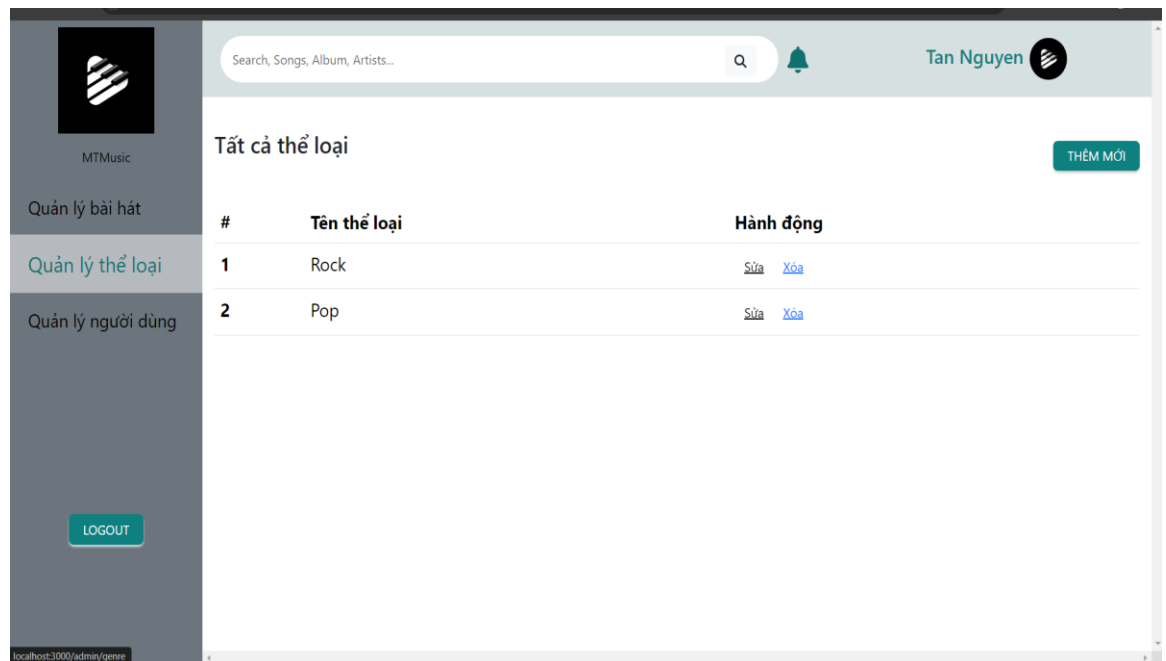 Search, Songs, Album, Artists...
Tan Nguyen
MTMusic
Quản lý bài hát
Quản lý thể loại
Quản lý người dùng
LOGOUT
Tất cả thể loại
THÊM MỚI
# Tên thể loại Hành động
1 Rock Sửa Xóa
2 Pop Sửa Xóa
localhost:3000/admin/genre